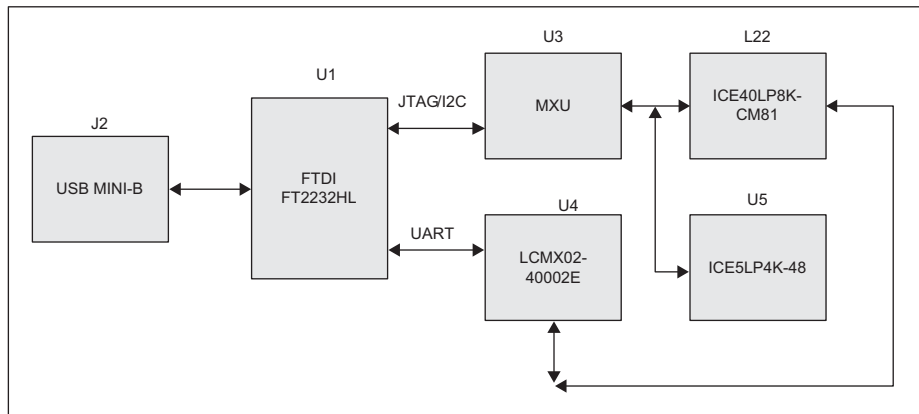 U1
U3
L22
J2
JTAG/I2C
MXU
ICE40LP8K-
CM81
USB MINI-B
FTDI
FT2232HL
UART
U4
LCMX02-
40002E
U5
ICE5LP4K-48